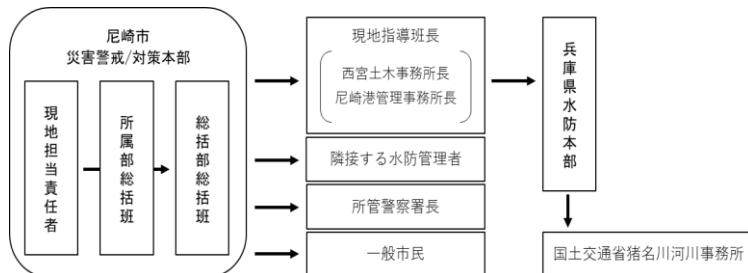 尼崎市
災害警戒/対策本部
現地担当責任者
所属部総括班
総括部総括班
現地指導班長
西宮土木事務所長
尼崎港管理事務所長
隣接する水防管理者
所管警察署長
一般市民
兵庫県水防本部
国土交通省猪名川河川事務所